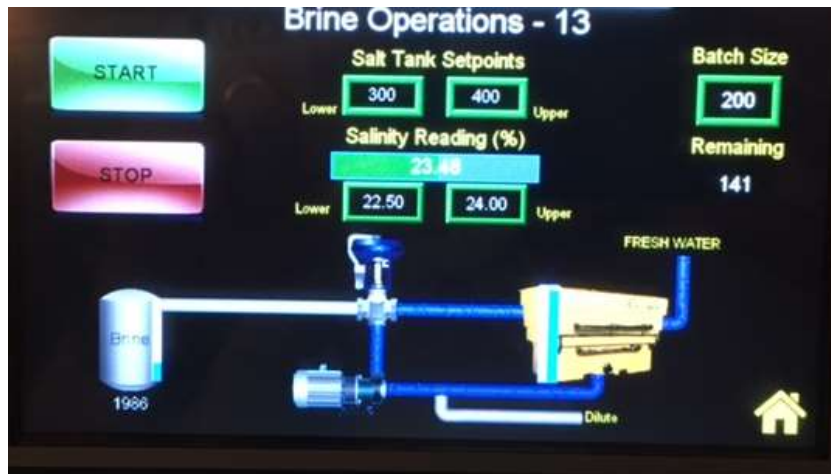 Brine Operations - 13
START
Salt Tank Setpoints
Batch Size
Lower 300 400 Upper
200
Salinity Reading (%)
Remaining
23.48
STOP
141
Lower 22.50 24.00 Upper
FRESH WATER
Brine
1986
Dilute